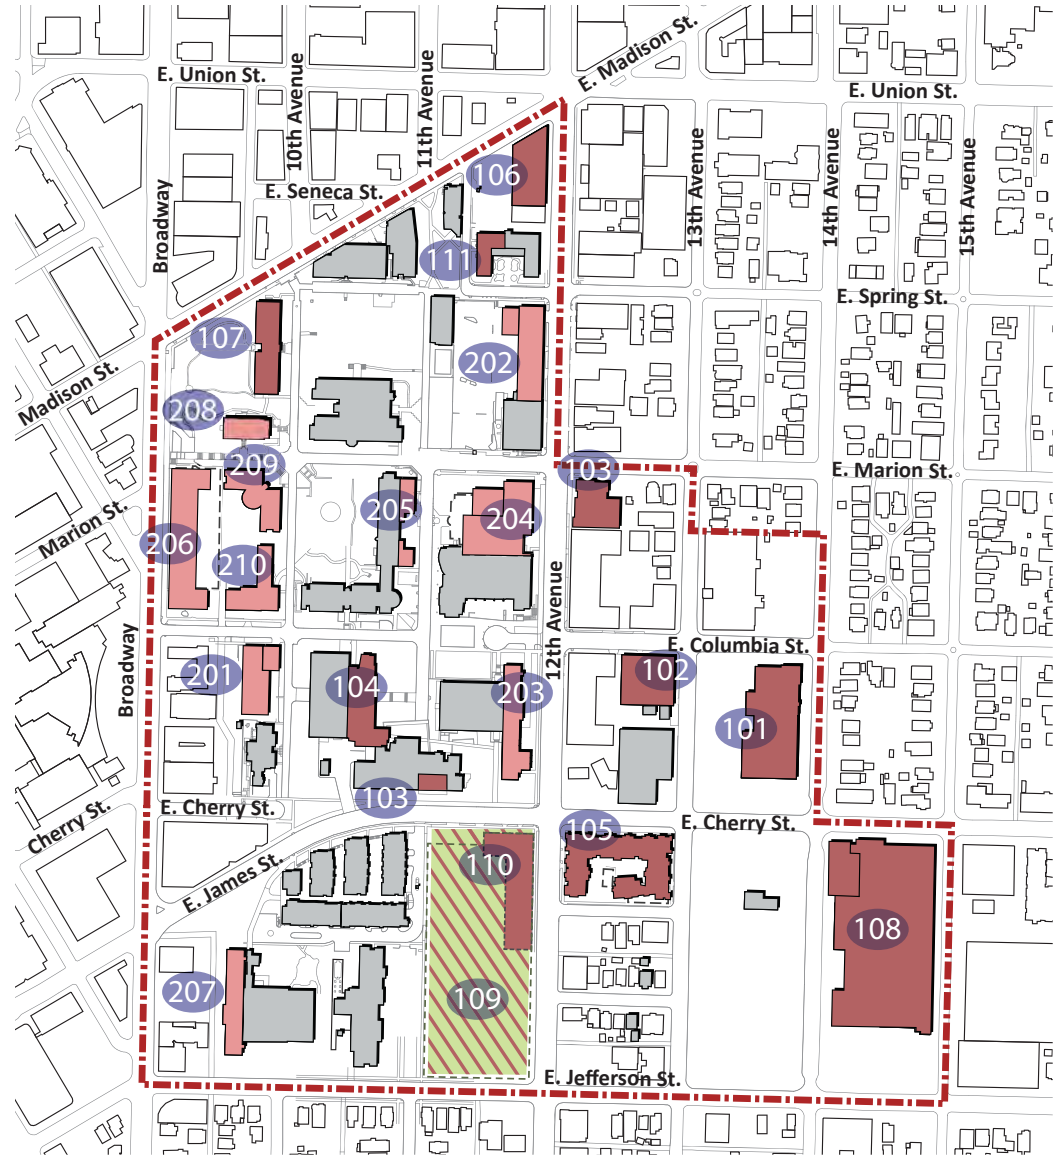 E. Madison St.
E. Union St.
E. Union St.
10th Avenue
11th Avenue
13th Avenue
14th Avenue
15th Avenue
106
E. Seneca St.
Broadway
111
E. Spring St.
107
202
Madison St.
208
209
103
E. Marion St.
205
204
Marion St.
206
210
12th Avenue
E. Columbia St.
Broadway
201
104
203
102
101
103
E. Cherry St.
Cherry St.
105
E. Cherry St.
E. James St.
110
108
207
109
E. Jefferson St.